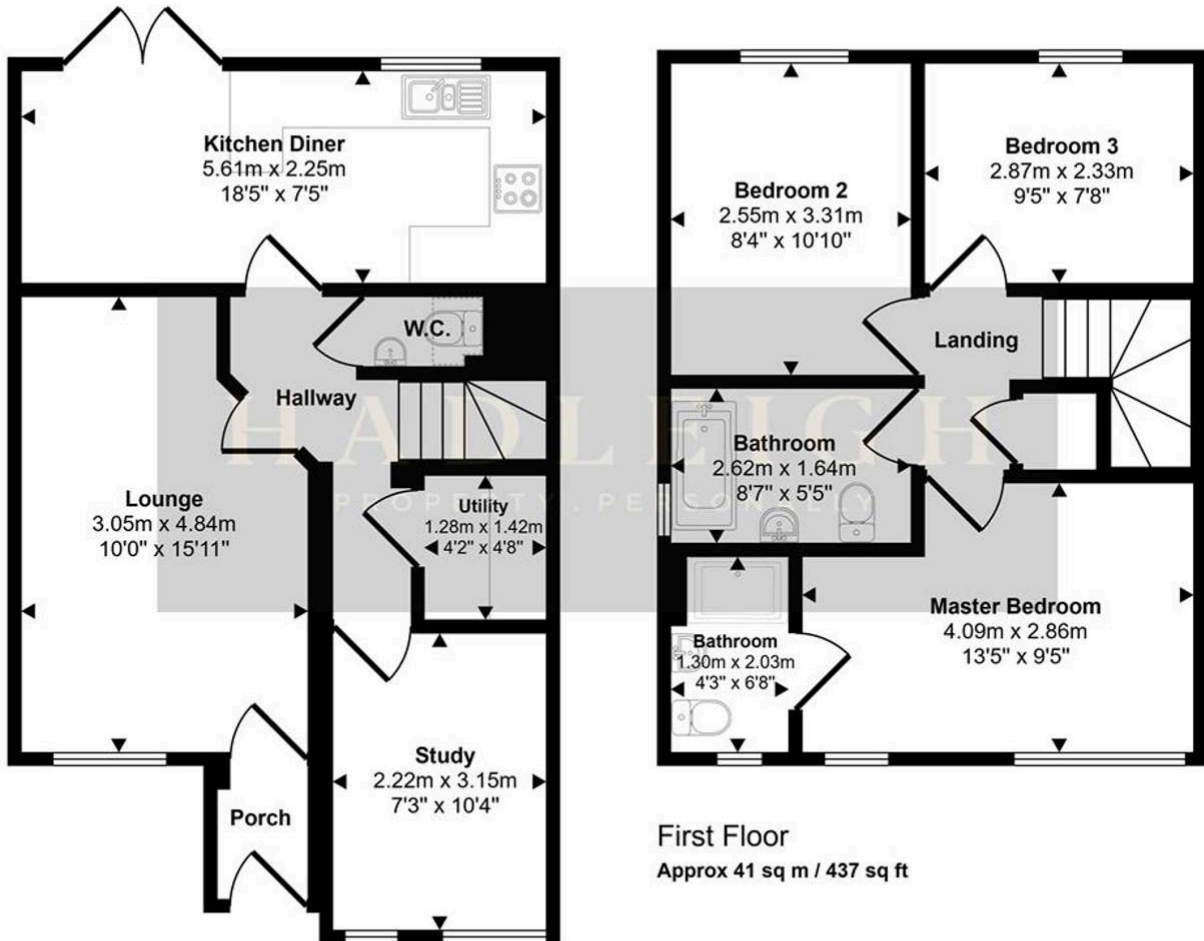 Kitchen Diner
5.61m x 2.25m
18'5" x 7'5"
W.C.
Hallway
Lounge
3.05m x 4.84m
10'0" x 15'11"
Utility
1.28m x 1.42m
4'2" x 4'8"
Study
2.22m x 3.15m
7'3" x 10'4"
Porch
Bedroom 2
2.55m x 3.31m
8'4" x 10'10"
Bedroom 3
2.87m x 2.33m
9'5" x 7'8"
Landing
Bathroom
2.62m x 1.64m
8'7" x 5'5"
Master Bedroom
4.09m x 2.86m
13'5" x 9'5"
Bathroom
1.30m x 2.03m
4'3" x 6'8"
First Floor
Approx 41 sq m / 437 sq ft
HADLEIGH
PROPERTY. PERSONALLY